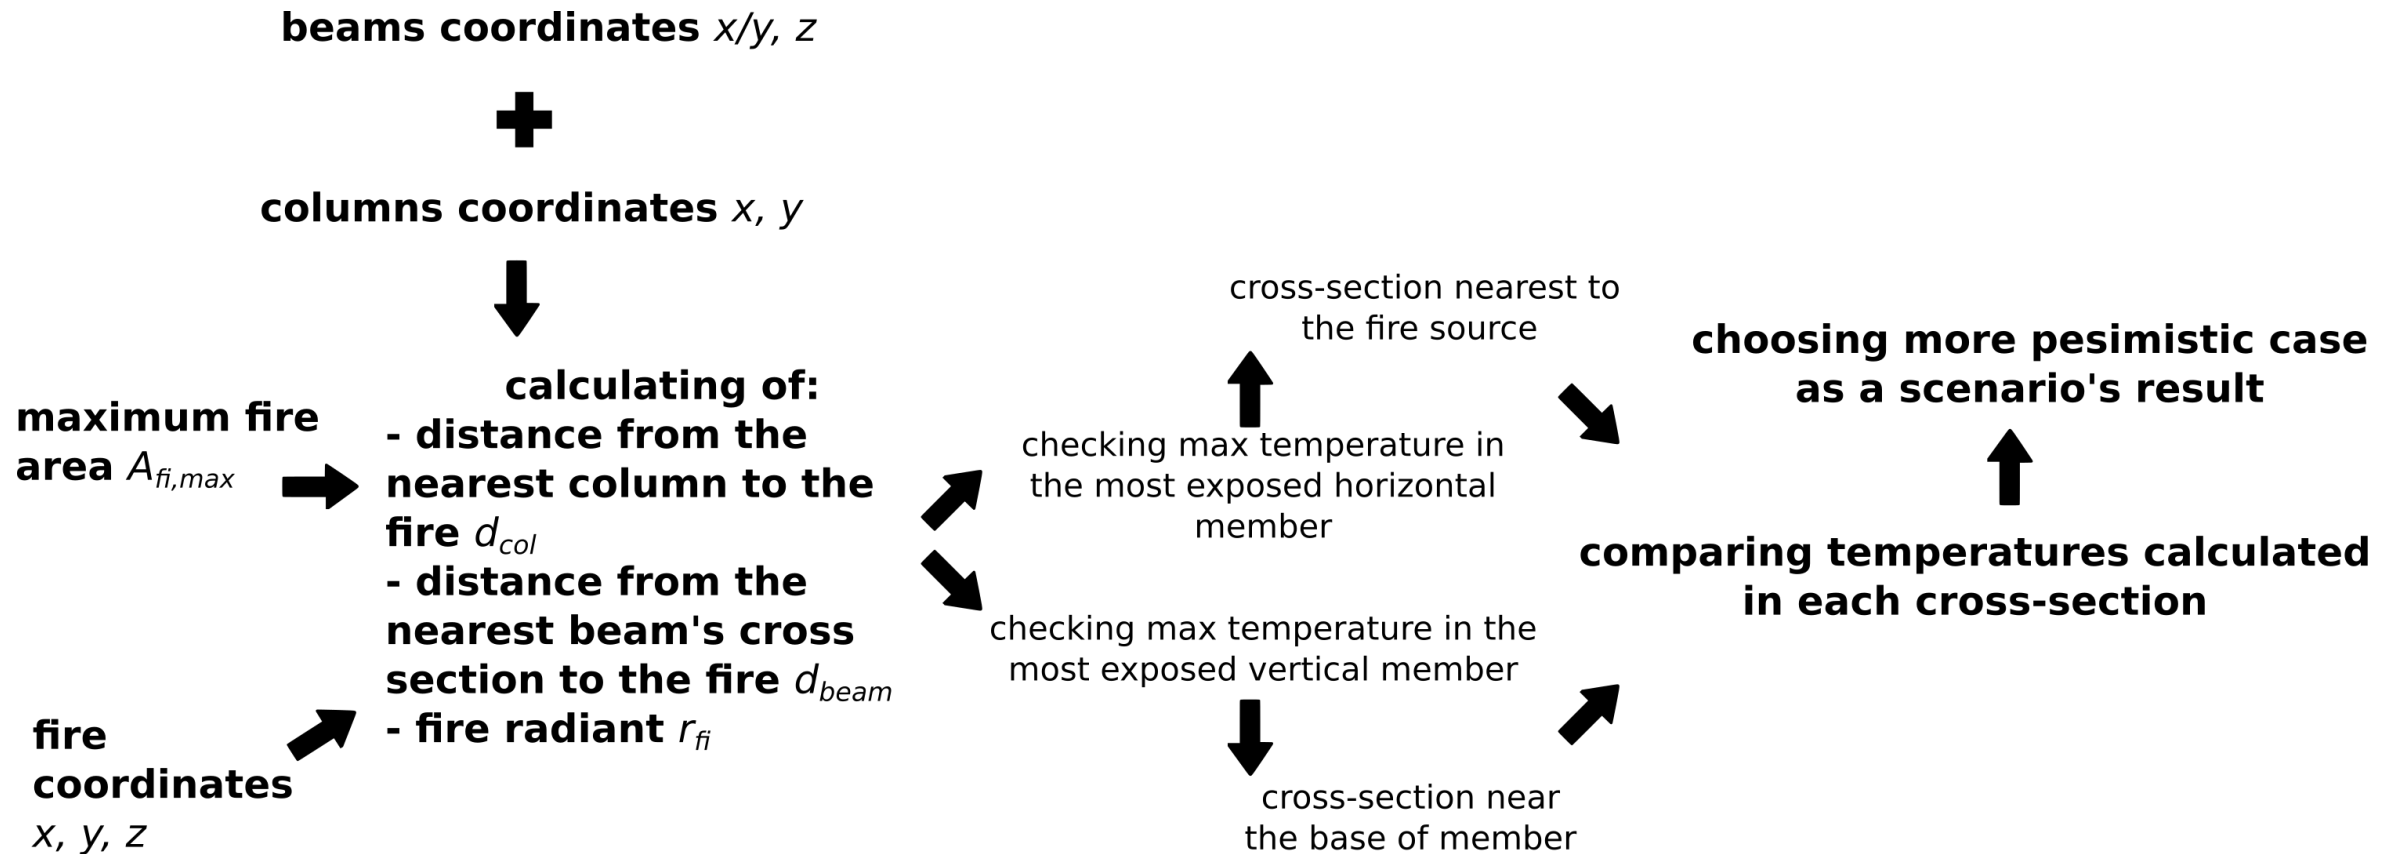 beams coordinates x/y, z
columns coordinates x, y
maximum fire
area A_fi,max
fire
coordinates
x, y, z
calculating of:
- distance from the
nearest column to the
fire d_col
- distance from the
nearest beam's cross
section to the fire d_beam
- fire radiant r_fi
cross-section nearest to
the fire source
checking max temperature in
the most exposed horizontal
member
checking max temperature in the
most exposed vertical member
cross-section near
the base of member
choosing more pesimistic case
as a scenario's result
comparing temperatures calculated
in each cross-section